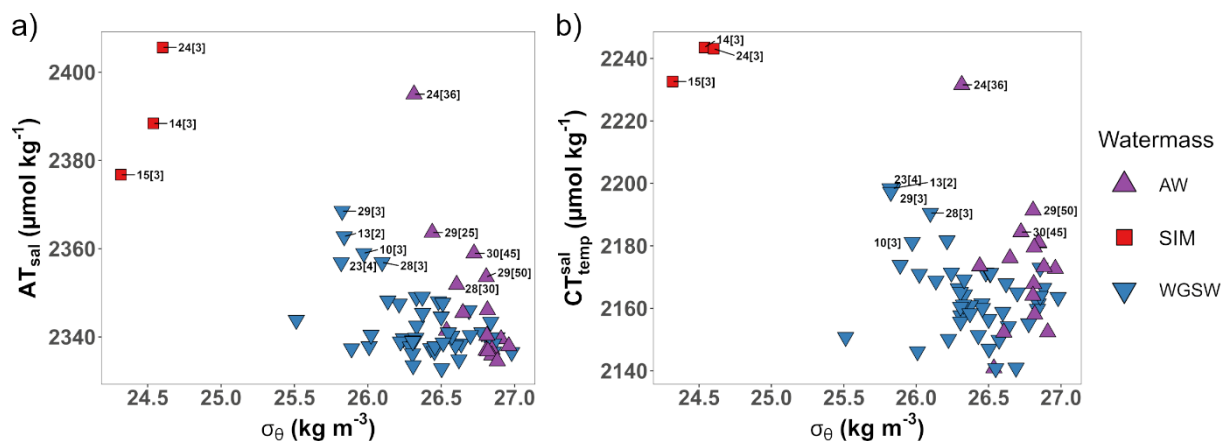 a)
AT_sal (µmol kg⁻¹)
2400
2380
2360
2340
24[3]
14[3]
15[3]
24[36]
29[3]
13[2]
10[3]
23[4]
28[3]
29[25]
30[45]
29[50]
28[30]
24.5 25.0 25.5 26.0 26.5 27.0
σ_θ (kg m⁻³)
b)
CT_temp^sal (µmol kg⁻¹)
2240
2220
2200
2180
2160
2140
14[3]
24[3]
15[3]
24[36]
23[4]
13[2]
29[3]
28[3]
10[3]
29[50]
30[45]
24.5 25.0 25.5 26.0 26.5 27.0
σ_θ (kg m⁻³)
Watermass
AW
SIM
WGSW